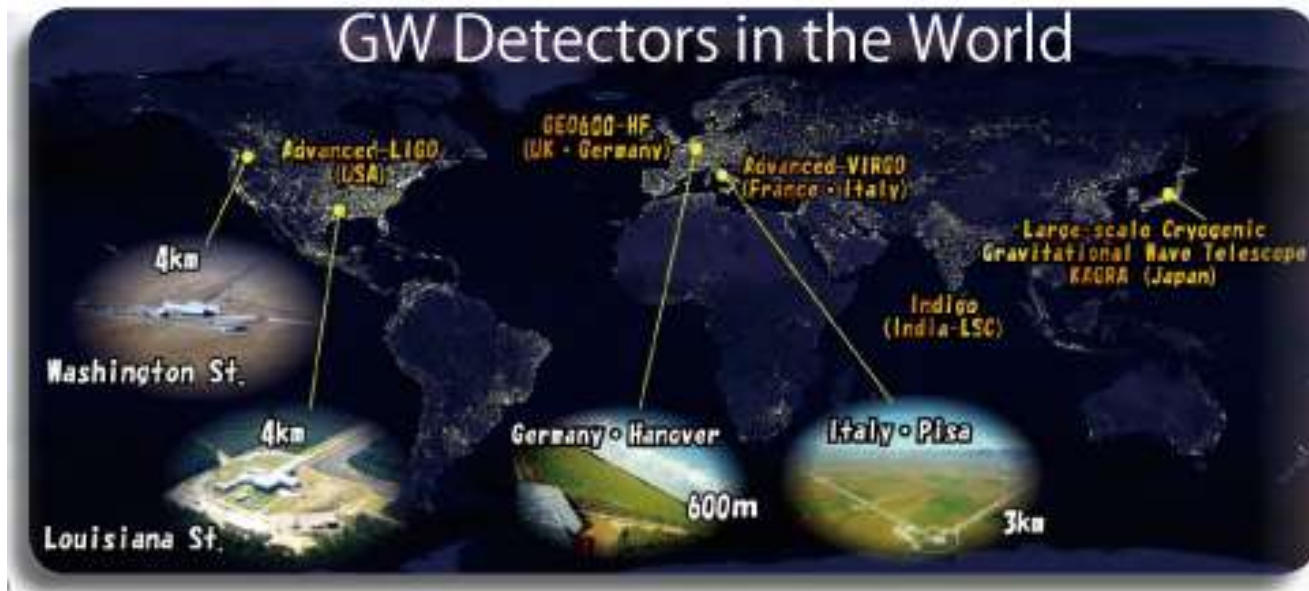 GW Detectors in the World
GEO600-HF
(UK・Germany)
Advanced-LIGO
(USA)
Advanced-VIRGO
(France・Italy)
Large-scale Cryogenic
Gravitational Wave Telescope
KAGRA (Japan)
Indigo
(India-LSC)
4km
Washington St.
4km
Louisiana St.
Germany・Hanover
600m
Italy・Pisa
3km